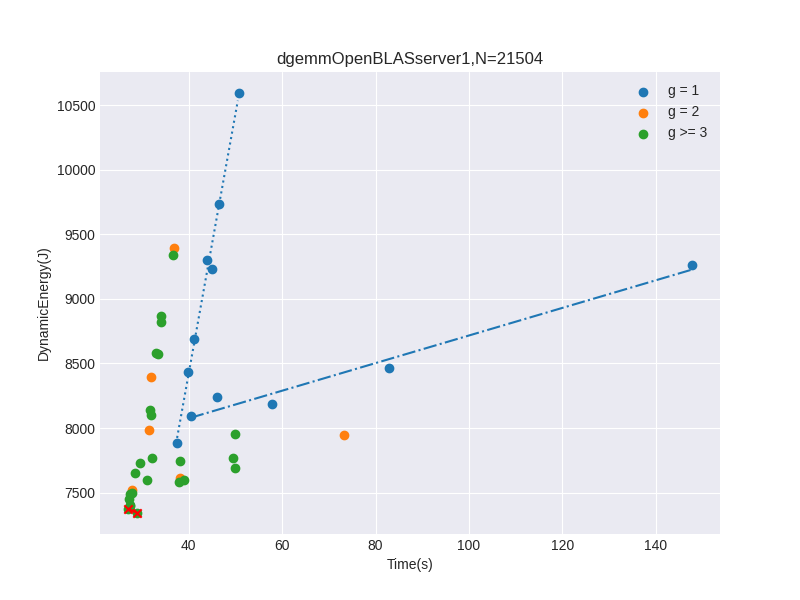 dgemmOpenBLASserver1,N=21504
g = 1
g = 2
g >= 3
DynamicEnergy(J)
10500
10000
9500
9000
8500
8000
7500
40 60 80 100 120 140
Time(s)